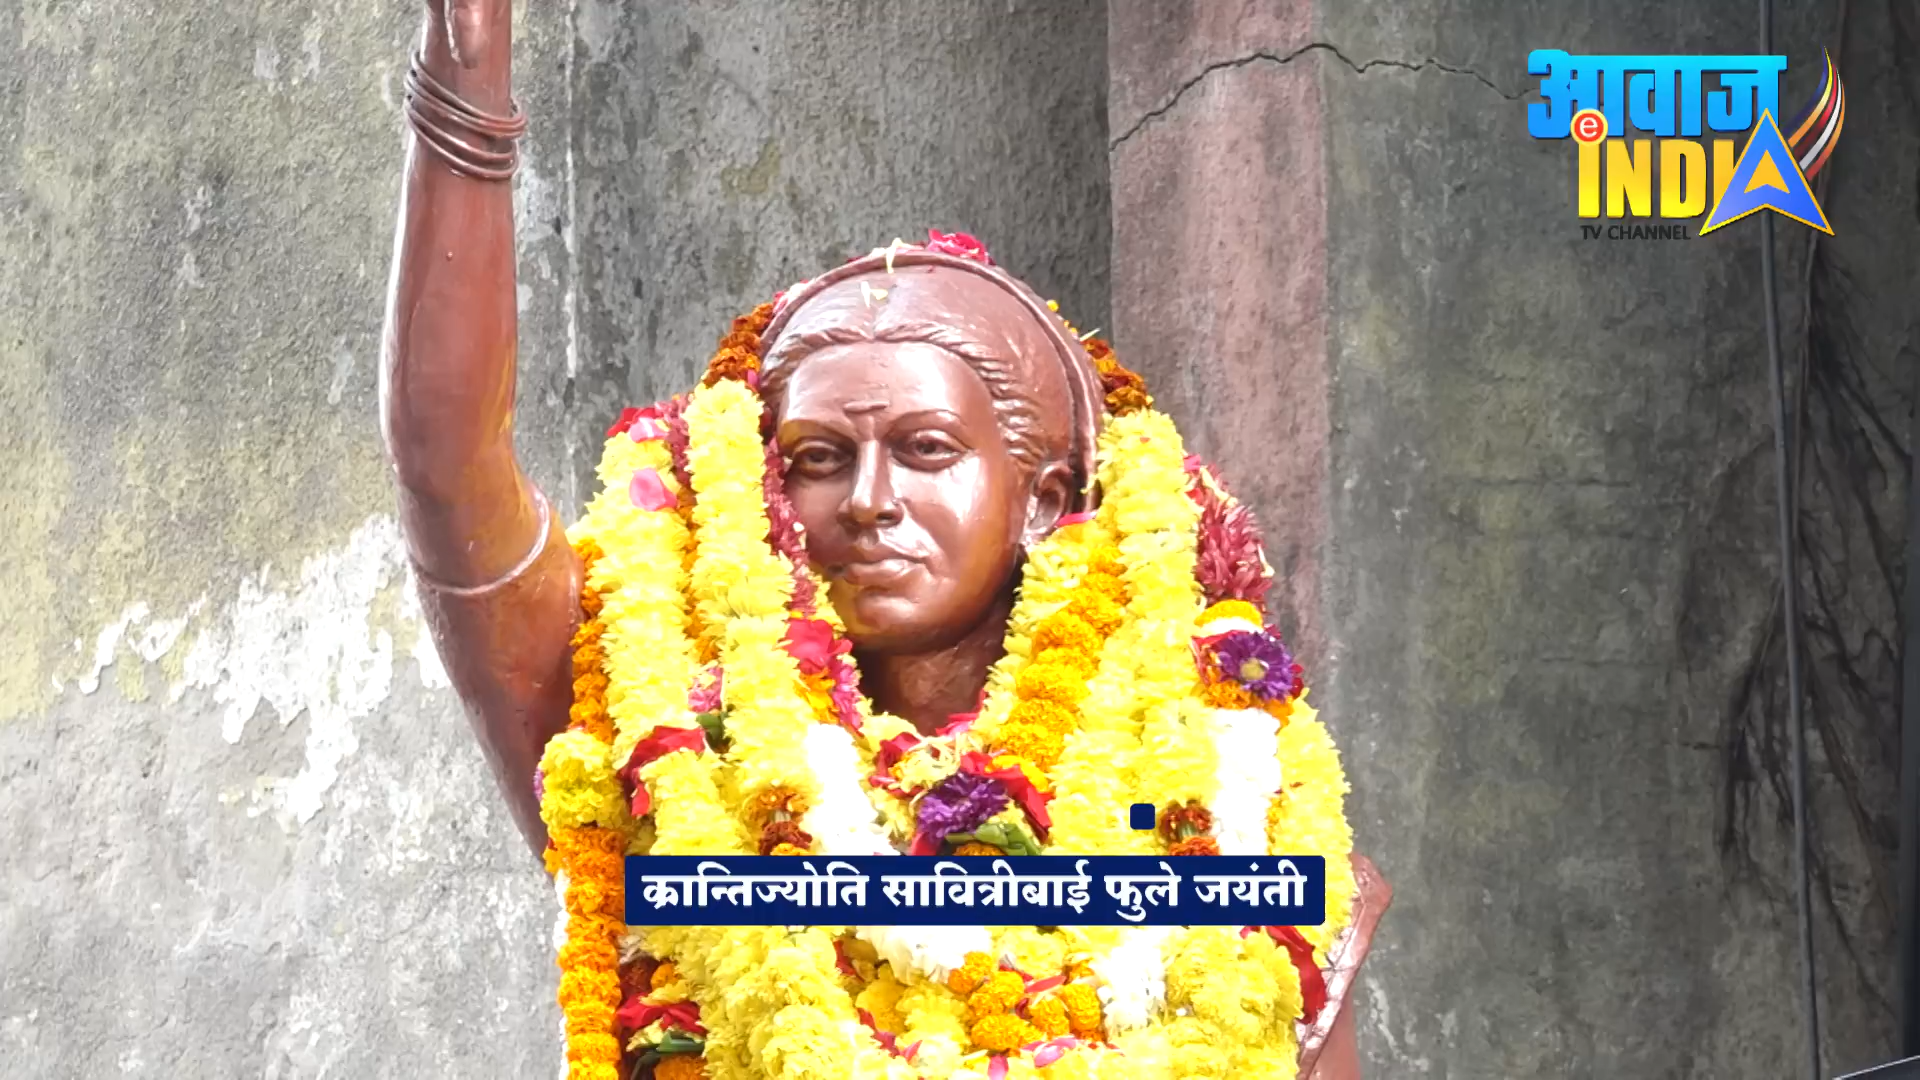 आवाज
e
INDIA
TV CHANNEL
क्रान्तिज्योति सावित्रीबाई फुले जयंती